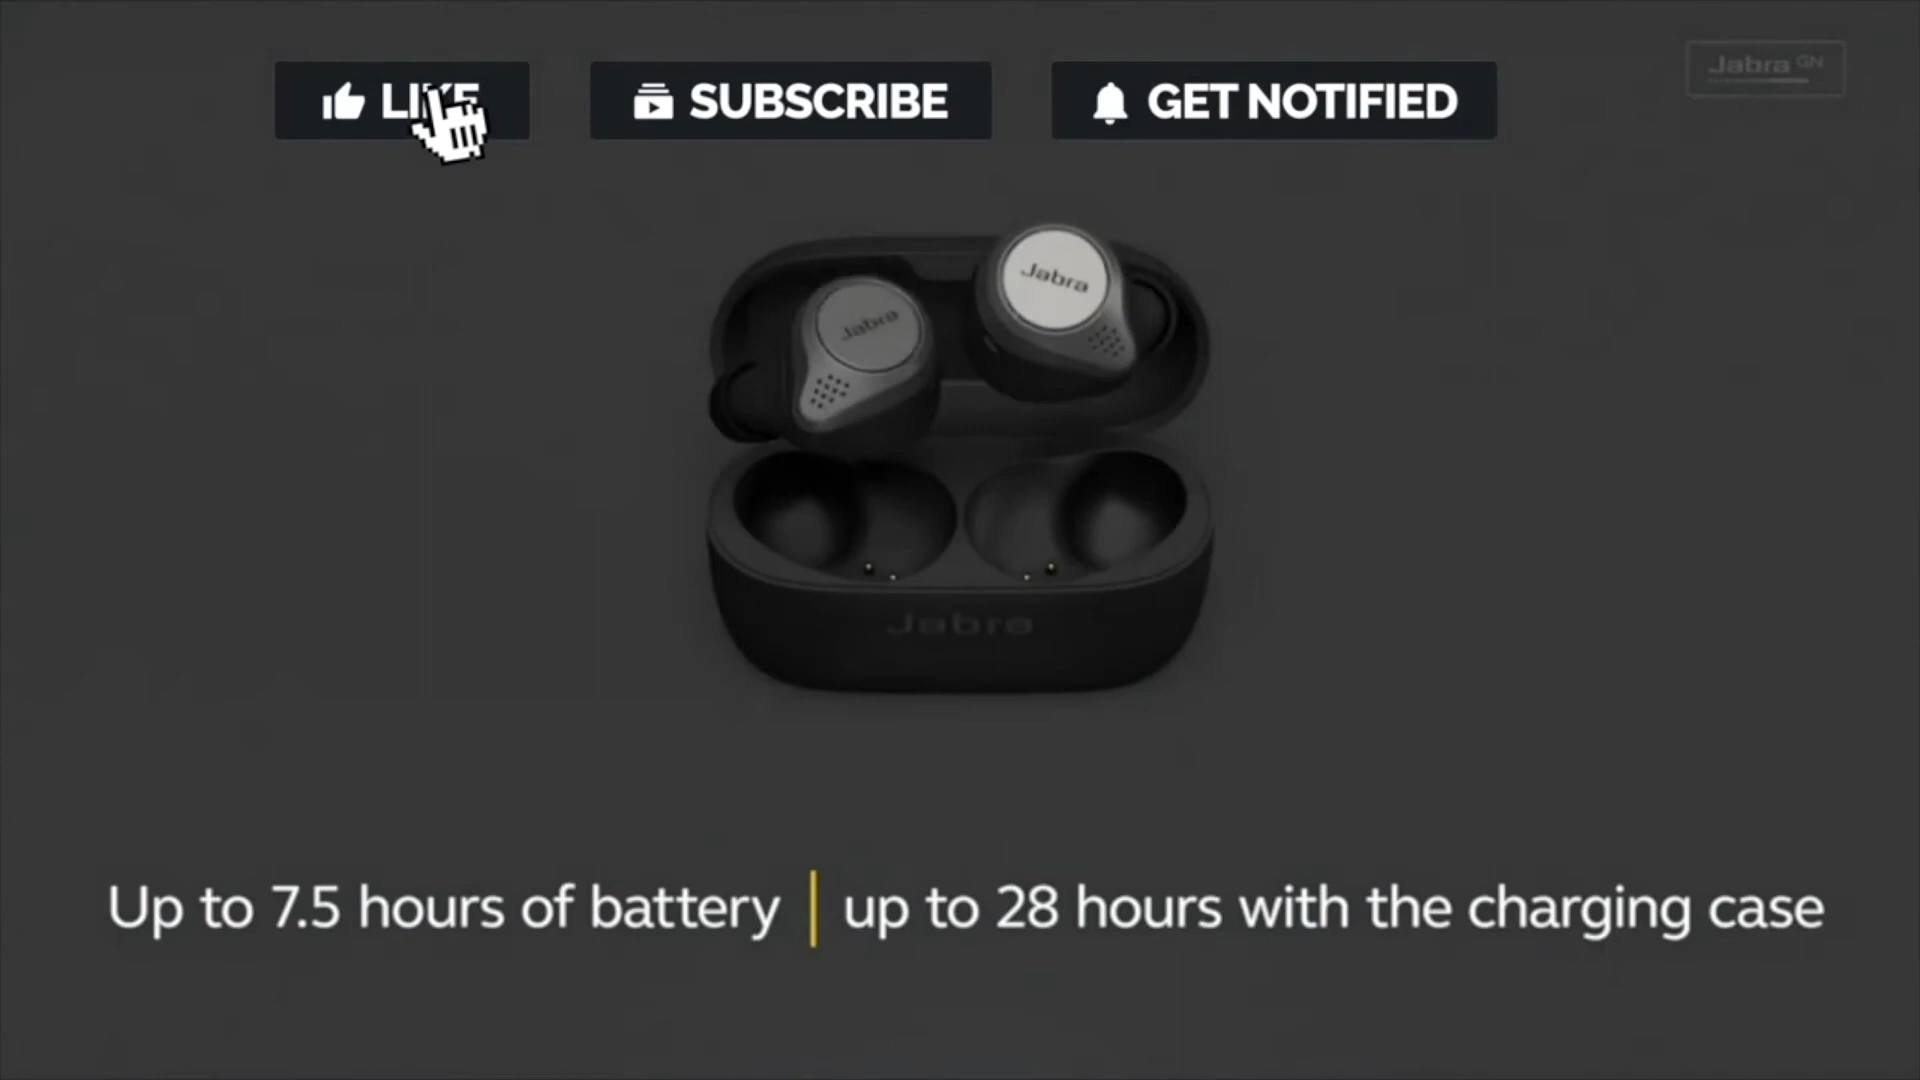 LIKE
SUBSCRIBE
GET NOTIFIED
Jabra GN
Jabra
Jabra
Jabra
Up to 7.5 hours of battery | up to 28 hours with the charging case